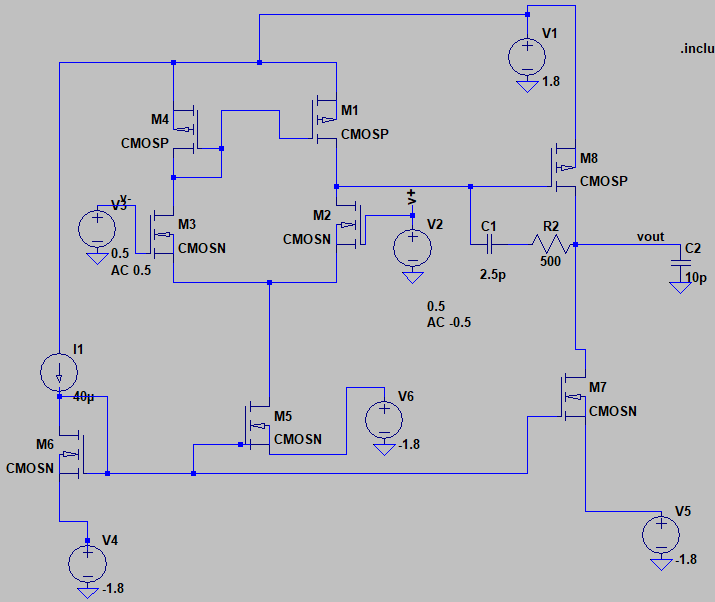 V1
.inclu
1.8
M4
CMOSP
M1
CMOSP
M8
CMOSP
V3
v-
M3
CMOSN
0.5
AC 0.5
M2
CMOSN
v+
V2
0.5
AC -0.5
C1
2.5p
R2
500
vout
C2
10p
I1
40µ
M7
CMOSN
V6
-1.8
M5
CMOSN
M6
CMOSN
V4
-1.8
V5
-1.8